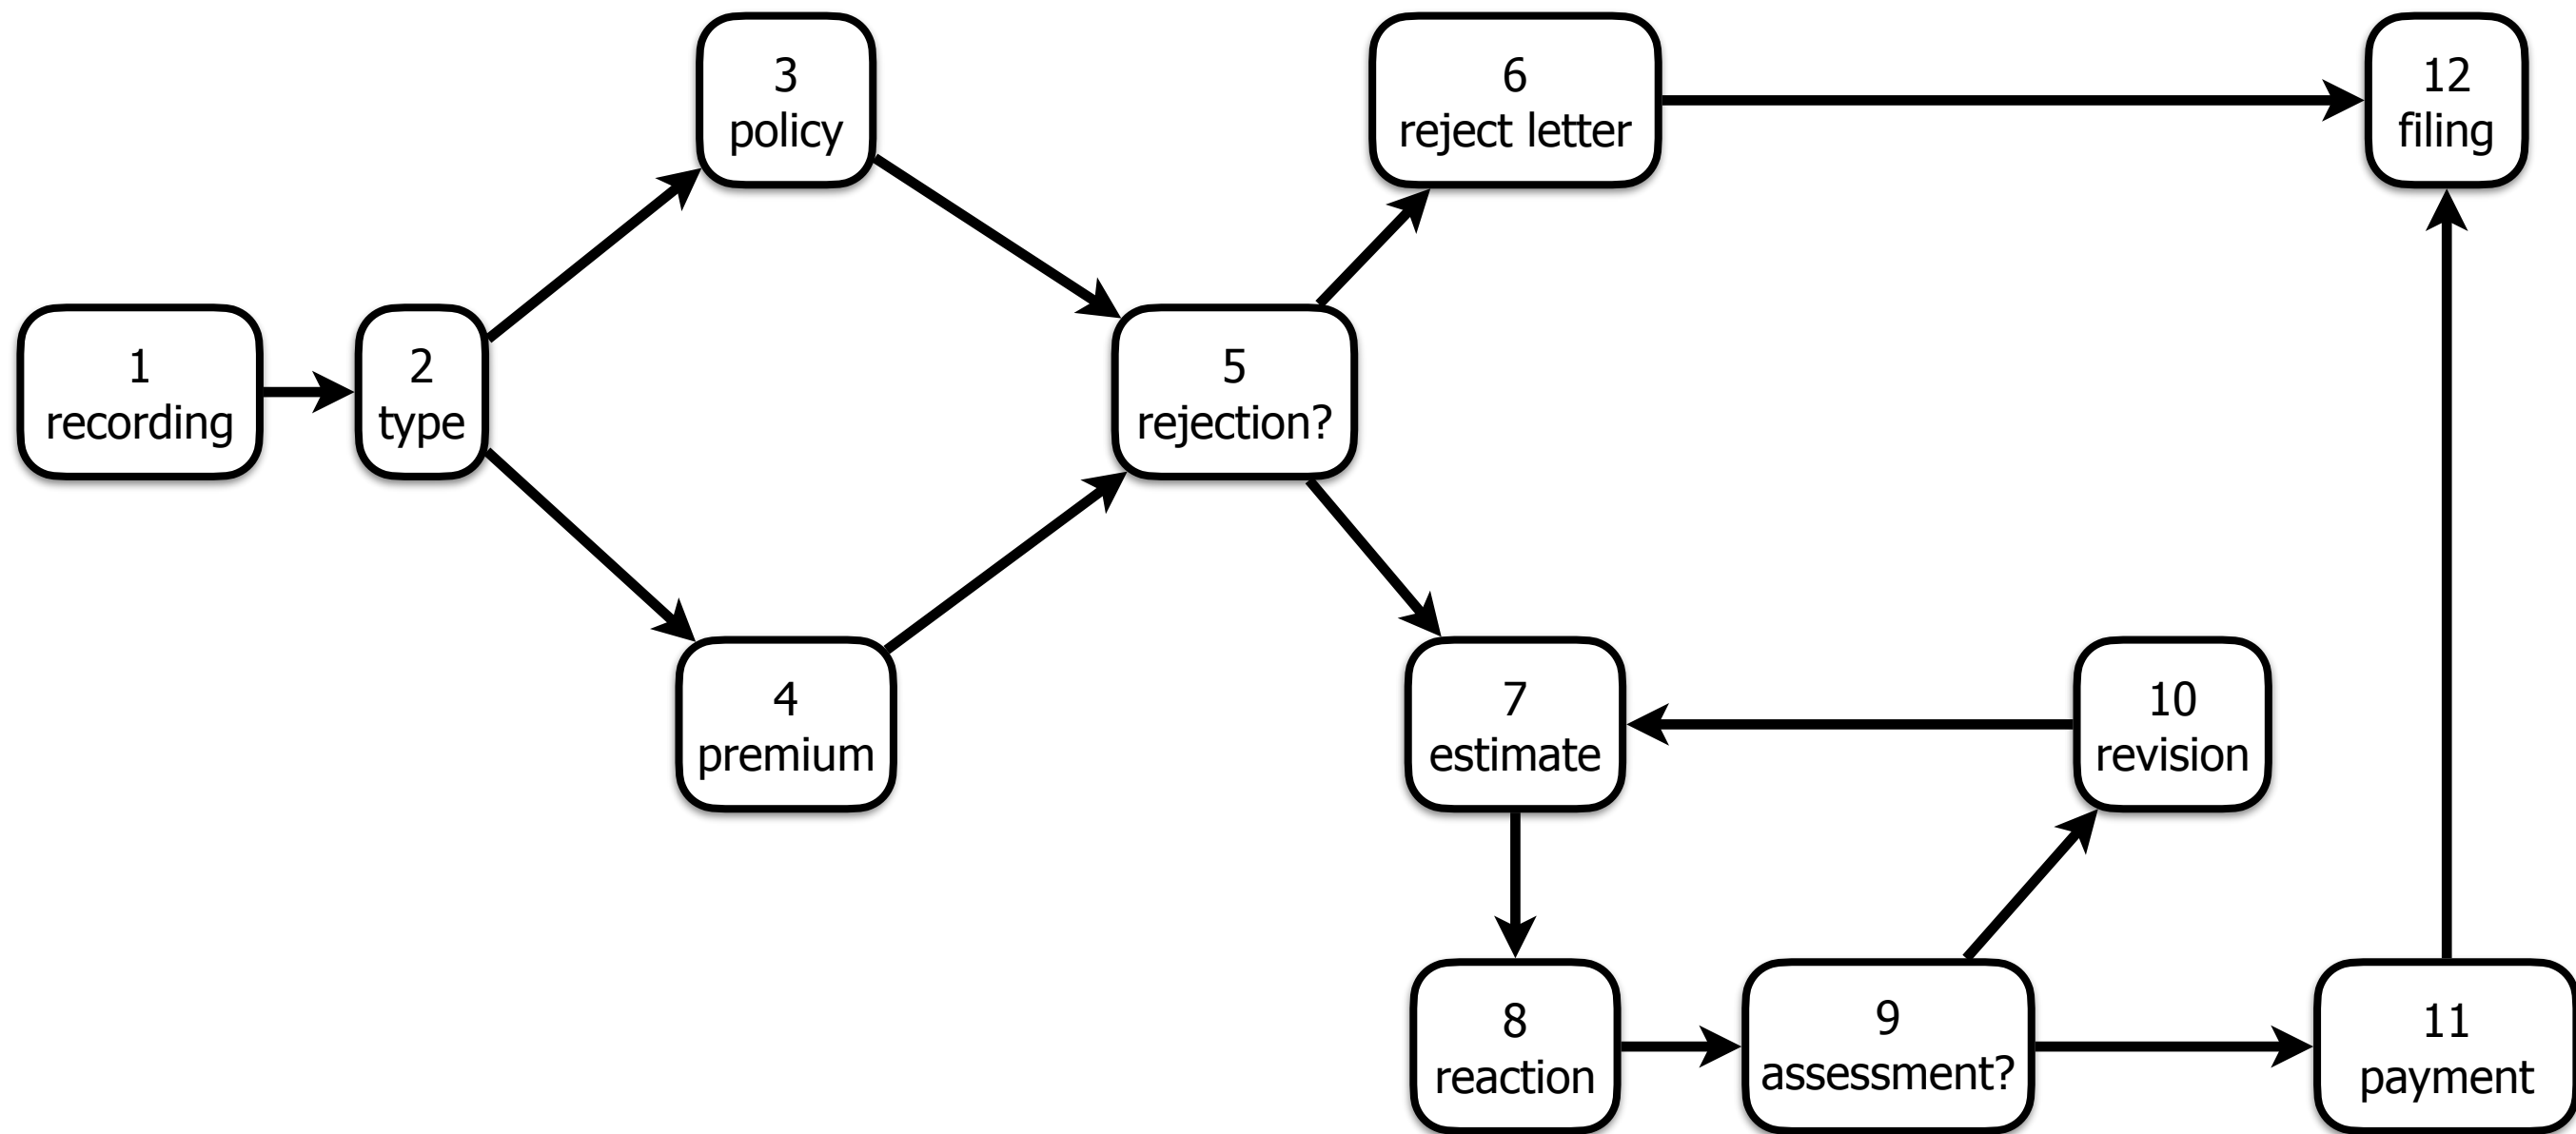 1
recording
2
type
3
policy
4
premium
5
rejection?
6
reject letter
7
estimate
8
reaction
9
assessment?
10
revision
11
payment
12
filing